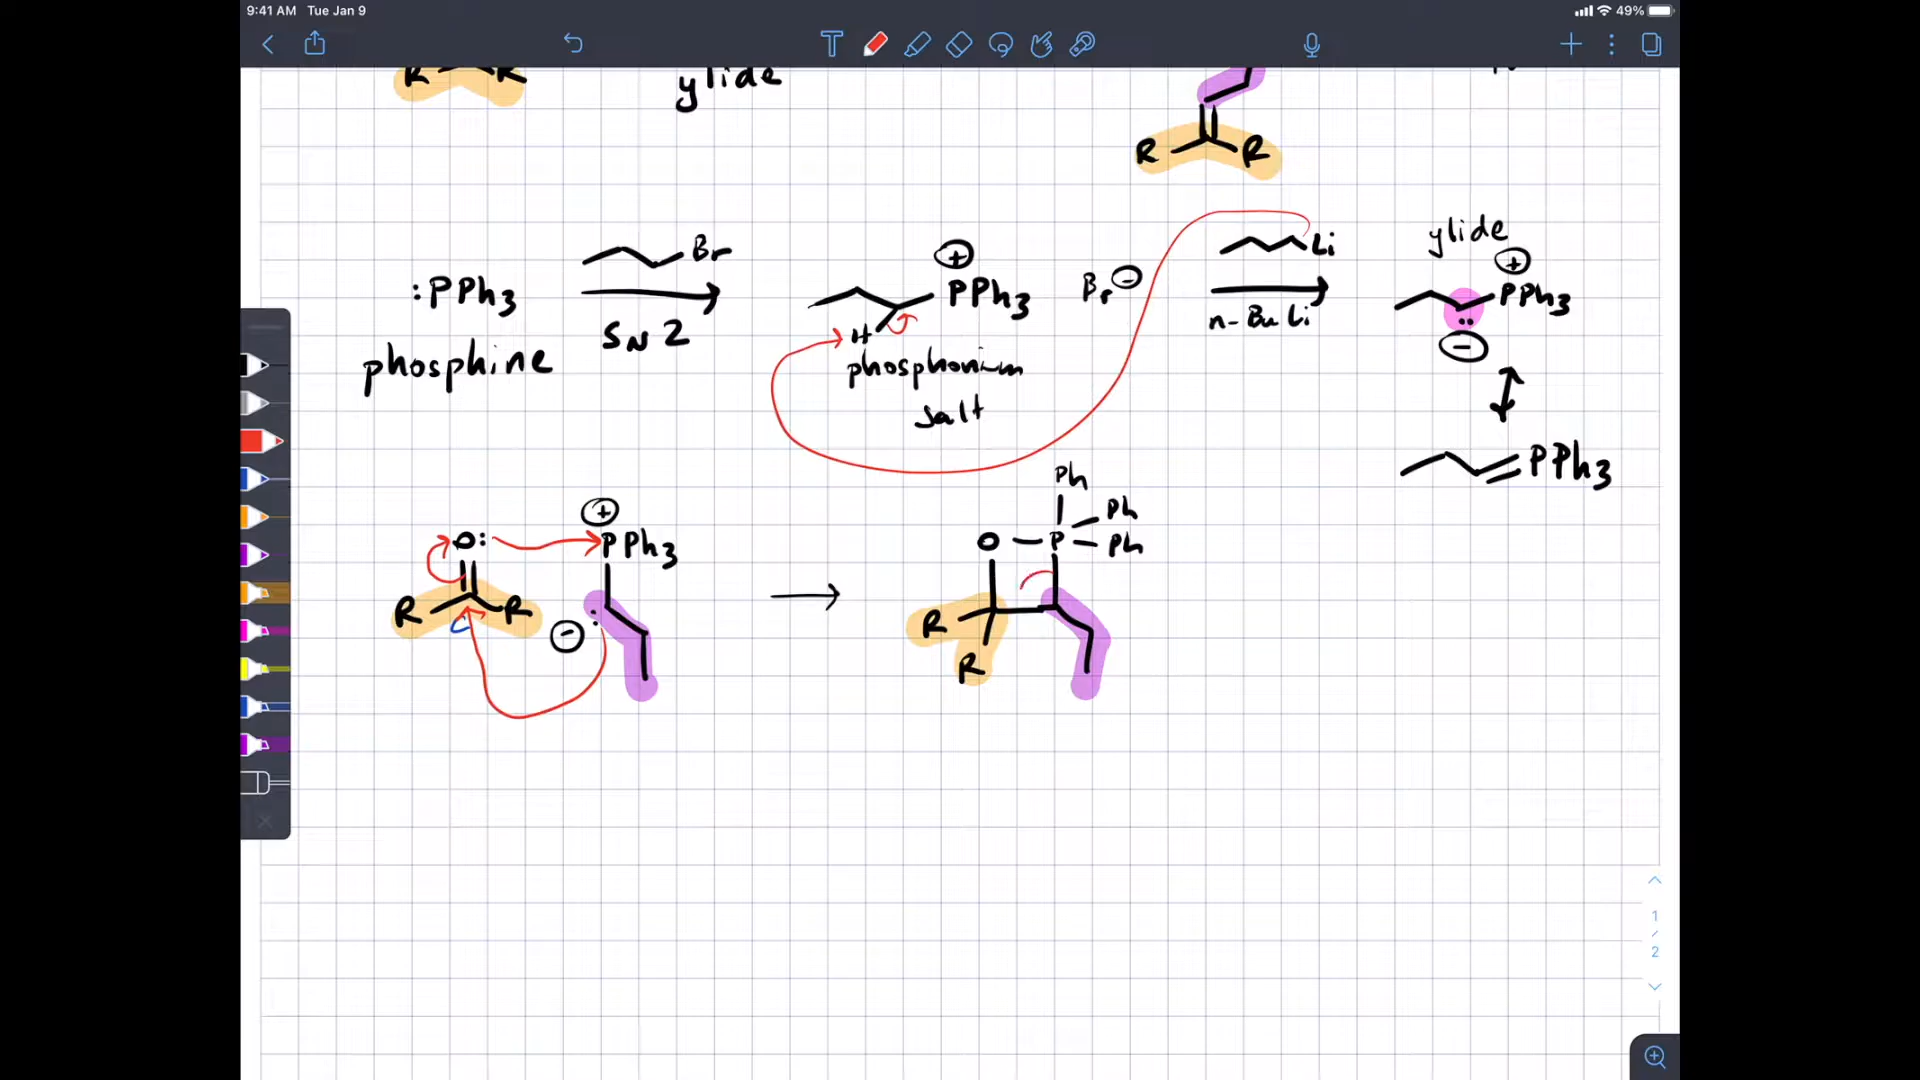 9:41 AM Tue Jan 9
49%
R R
ylide
R R
:PPh3
Br
SN2
phosphine
⊕
PPh3
H
phosphonium
salt
Br⊖
Li
n-BuLi
ylide
⊕
PPh3
⊖
PPh3
O:
R R
C
⊕
PPh3
⊖
Ph
O P Ph
Ph
R
R
1
/
2